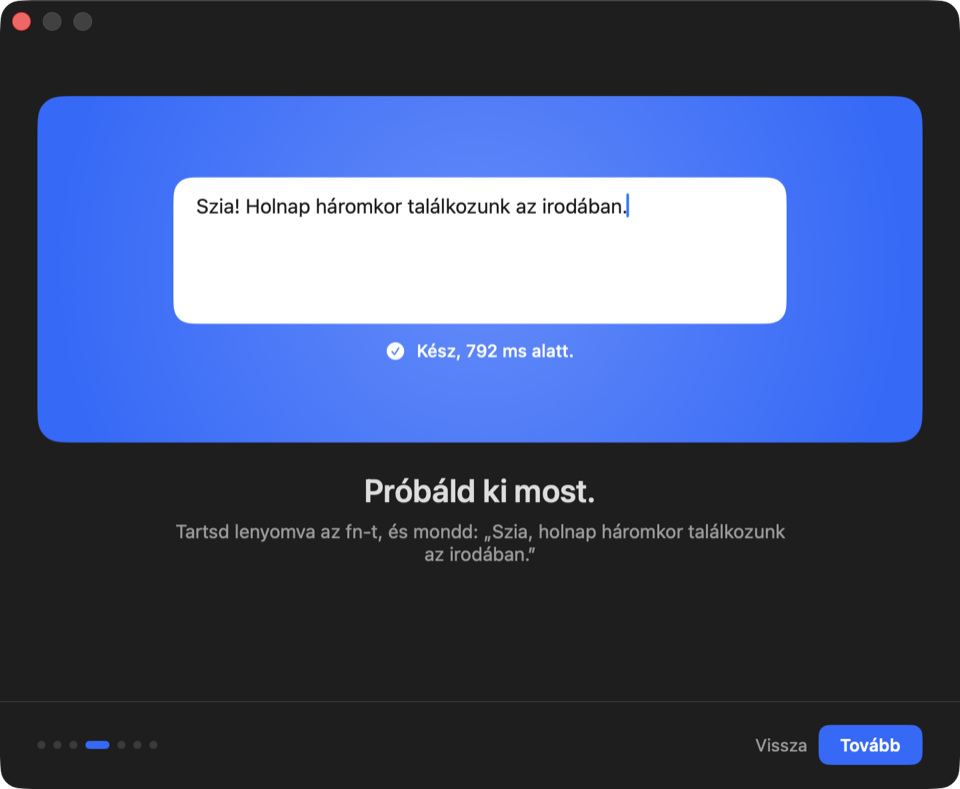 Szia! Holnap háromkor találkozunk az irodában.
Kész, 792 ms alatt.
Próbáld ki most.
Tartsd lenyomva az fn-t, és mondd: „Szia, holnap háromkor találkozunk
az irodában.”
Vissza
Tovább